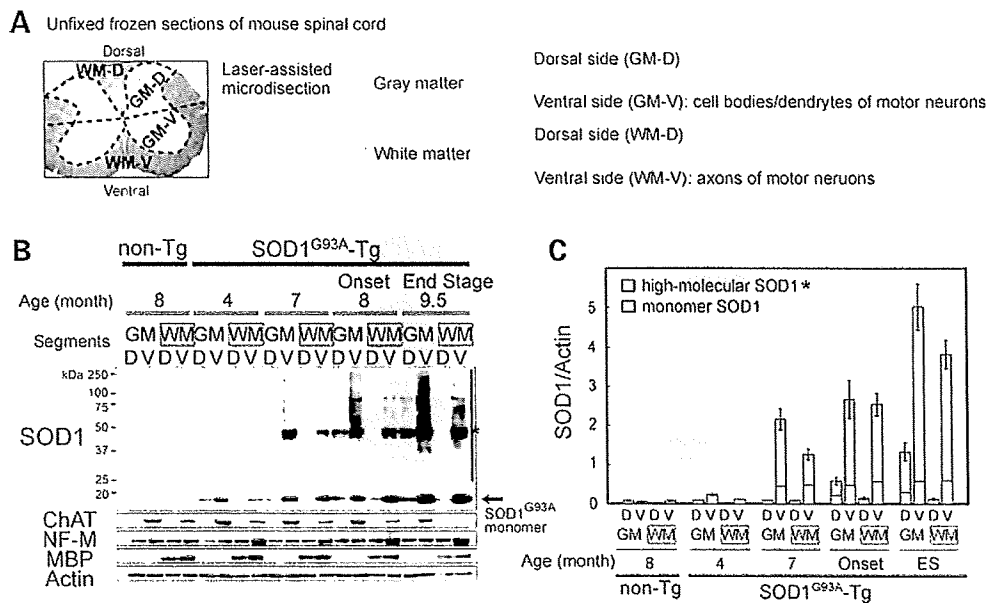 A Unfixed frozen sections of mouse spinal cord
Dorsal
WM-D
GM-D
GM-V
WM-V
Ventral
Laser-assisted
microdisection
Gray matter
White matter
Dorsal side (GM-D)
Ventral side (GM-V): cell bodies/dendrytes of motor neurons
Dorsal side (WM-D)
Ventral side (WM-V): axons of motor neruons
B
non-Tg SOD1G93A-Tg
Onset End Stage
Age (month) 8 4 7 8 9.5
Segments GM WM GM WM GM WM GM WM GM WM
D V D V D V D V D V D V D V D V D V D V
kDa 250
100
75
50
37
25
20
SOD1
*
SOD1G93A
monomer
ChAT
NF-M
MBP
Actin
C
high-molecular SOD1*
monomer SOD1
SOD1/Actin
5
4
3
2
1
0
D V D V D V D V D V D V D V D V D V D V
GM WM GM WM GM WM GM WM GM WM
Age (month) 8 4 7 Onset ES
non-Tg SOD1G93A-Tg